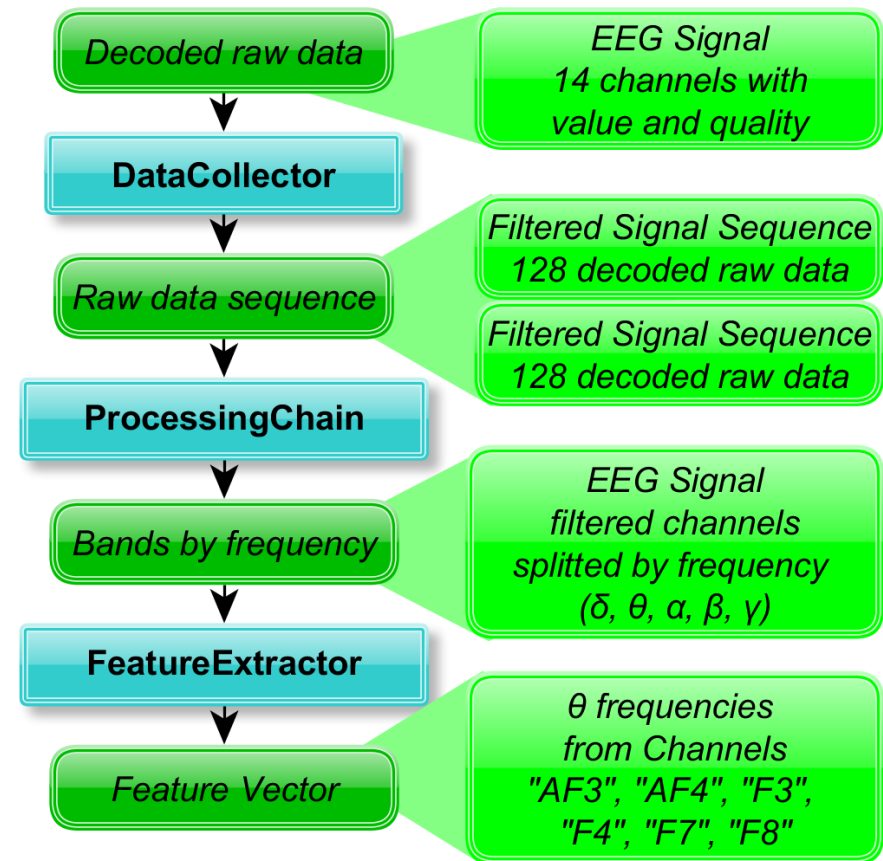 Decoded raw data
EEG Signal
14 channels with
value and quality
DataCollector
Raw data sequence
Filtered Signal Sequence
128 decoded raw data
Filtered Signal Sequence
128 decoded raw data
ProcessingChain
Bands by frequency
EEG Signal
filtered channels
splitted by frequency
(δ, θ, α, β, γ)
FeatureExtractor
Feature Vector
θ frequencies
from Channels
"AF3", "AF4", "F3",
"F4", "F7", "F8"